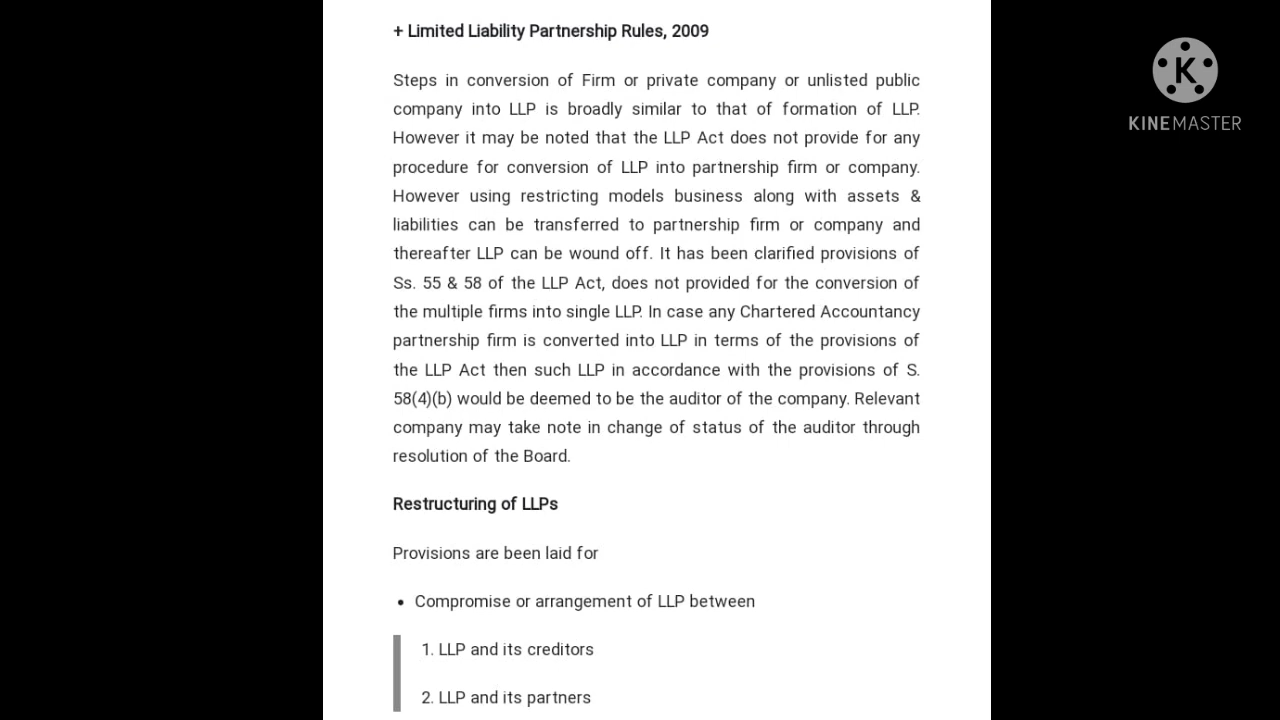 + Limited Liability Partnership Rules, 2009
Steps in conversion of Firm or private company or unlisted public
company into LLP is broadly similar to that of formation of LLP.
However it may be noted that the LLP Act does not provide for any
procedure for conversion of LLP into partnership firm or company.
However using restricting models business along with assets &
liabilities can be transferred to partnership firm or company and
thereafter LLP can be wound off. It has been clarified provisions of
Ss. 55 & 58 of the LLP Act, does not provided for the conversion of
the multiple firms into single LLP. In case any Chartered Accountancy
partnership firm is converted into LLP in terms of the provisions of
the LLP Act then such LLP in accordance with the provisions of S.
58(4)(b) would be deemed to be the auditor of the company. Relevant
company may take note in change of status of the auditor through
resolution of the Board.
Restructuring of LLPs
Provisions are been laid for
• Compromise or arrangement of LLP between
1. LLP and its creditors
2. LLP and its partners
K
KINEMASTER